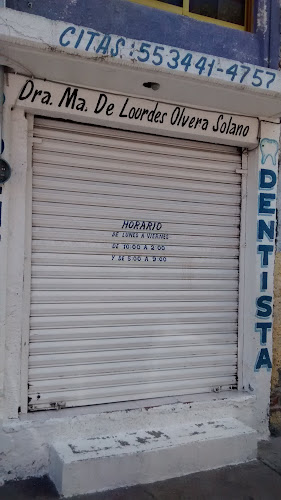 CITAS: 553441-4757
Dra. Ma. De Lourdes Olvera Solano
HORARIO
DE LUNES A VIERNES
DE 10:00 A 2:00
Y DE 5:00 A 9:00
DENTISTA